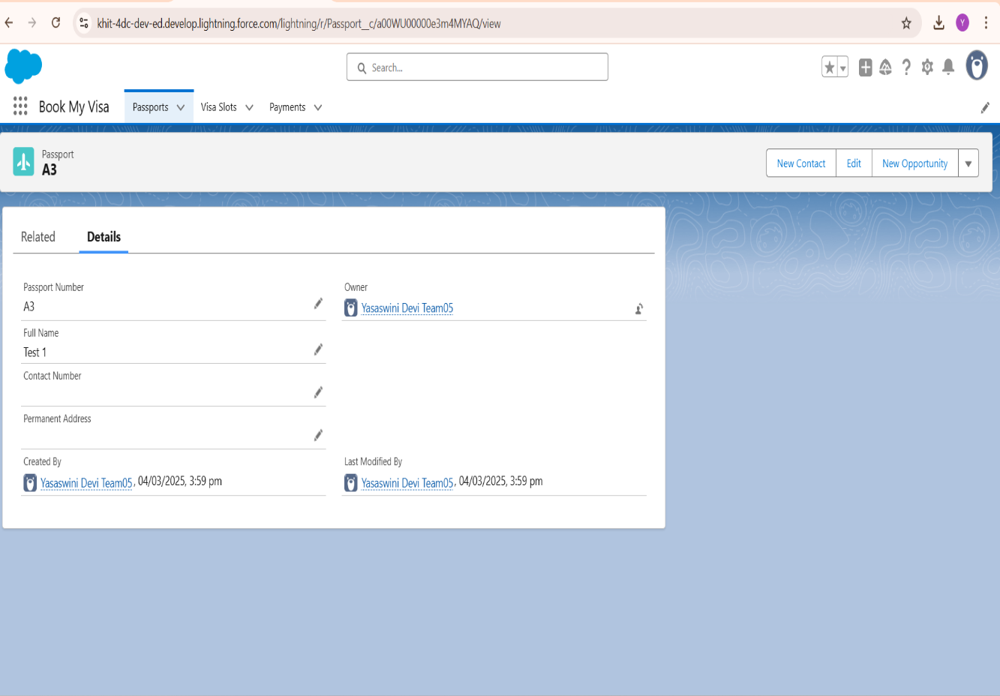 khit-4dc-dev-ed.develop.lightning.force.com/lightning/r/Passport__c/a00WU00000e3m4MYAQ/view
Y
Search...
Book My Visa Passports Visa Slots Payments
Passport
A3
New Contact Edit New Opportunity
Related Details
Passport Number
A3
Owner
Yasaswini Devi Team05
Full Name
Test 1
Contact Number
Permanent Address
Created By
Yasaswini Devi Team05, 04/03/2025, 3:59 pm
Last Modified By
Yasaswini Devi Team05, 04/03/2025, 3:59 pm